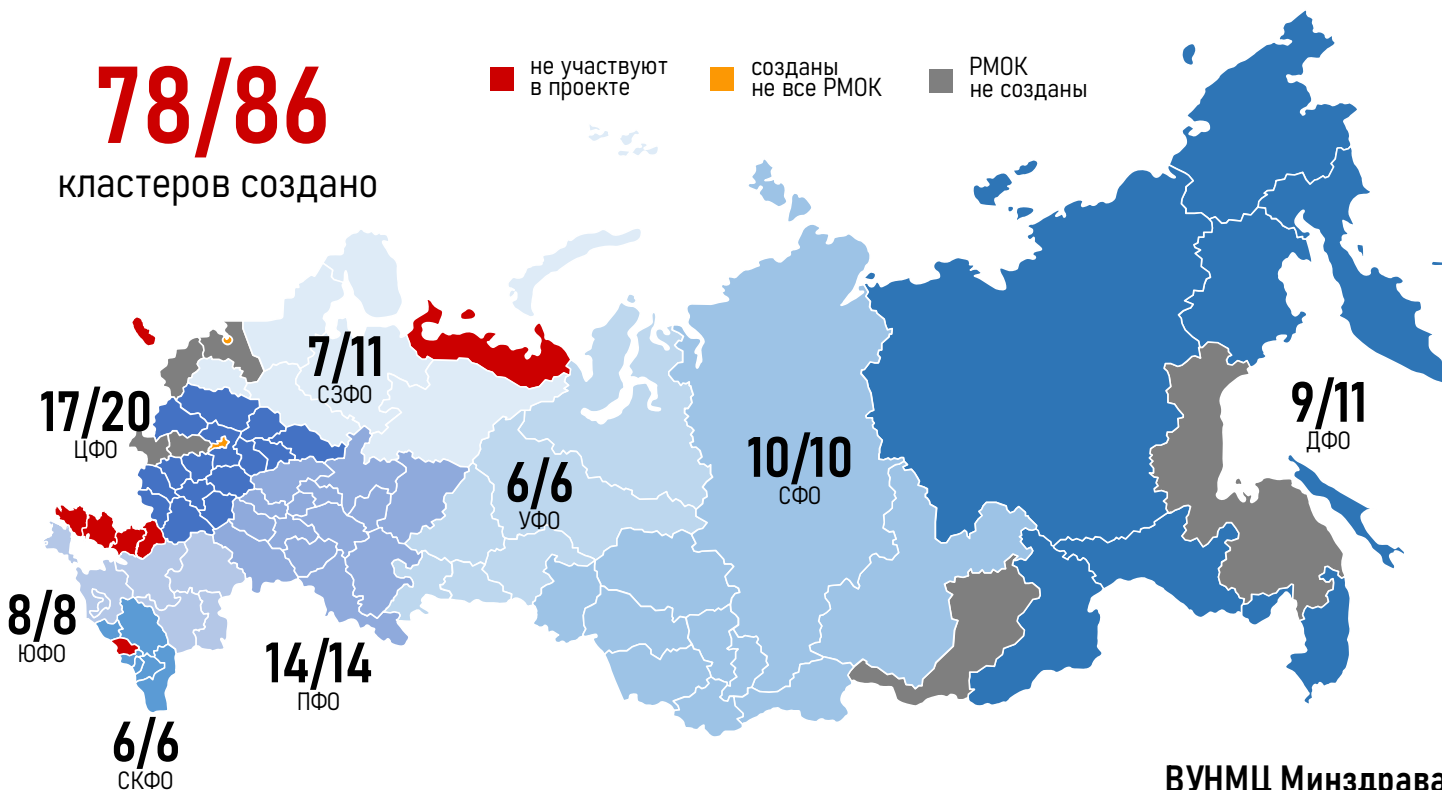 78/86
кластеров создано
не участвуют
в проекте
созданы
не все РМОК
РМОК
не созданы
7/11
СЗФО
17/20
ЦФО
9/11
ДФО
10/10
СФО
6/6
УФО
8/8
ЮФО
14/14
ПФО
6/6
СКФО
ВУНМЦ Минздрава